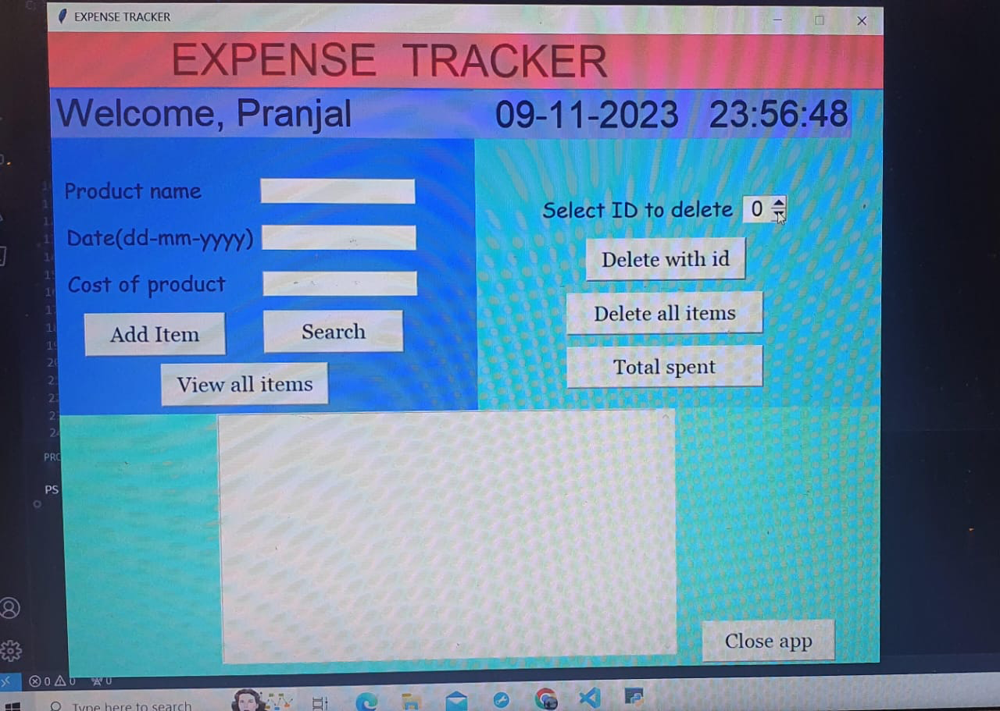 EXPENSE TRACKER
EXPENSE TRACKER
Welcome, Pranjal 09-11-2023 23:56:48
Product name
Date(dd-mm-yyyy)
Cost of product
Add Item Search
View all items
Select ID to delete 0
Delete with id
Delete all items
Total spent
Close app
PS
0 0 0
Type here to search